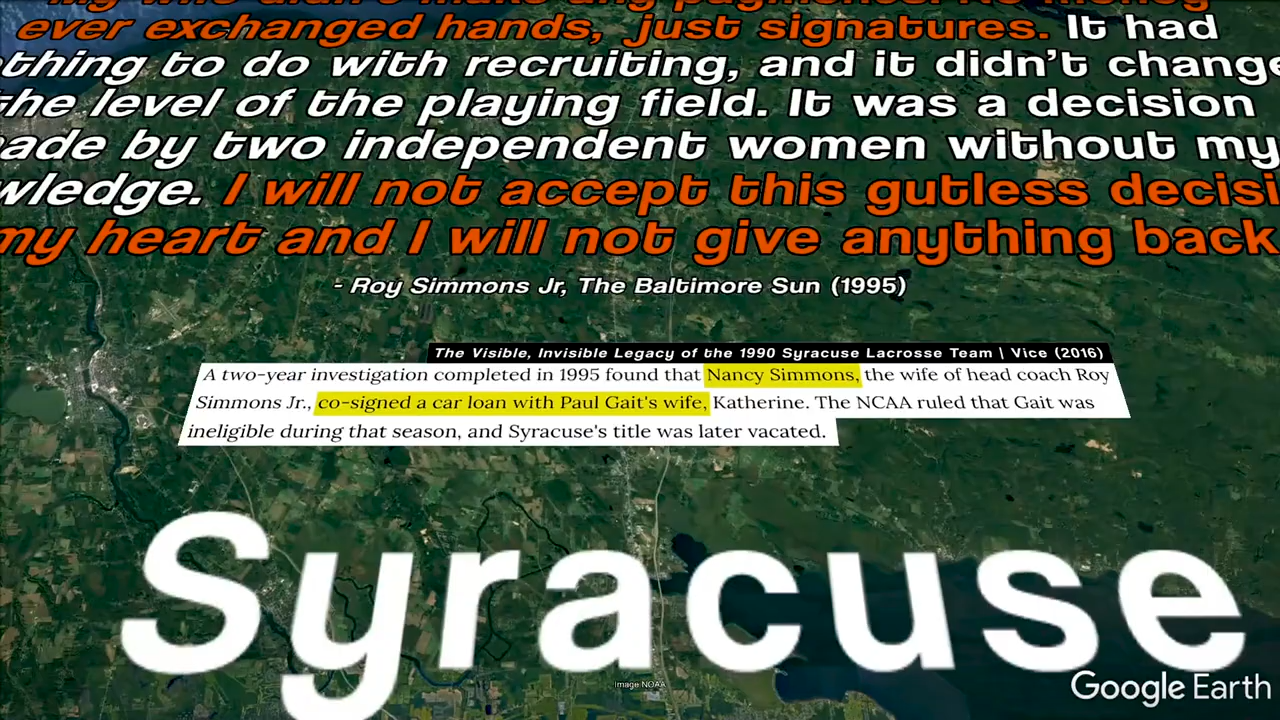 ever exchanged hands, just signatures. It had
to do with recruiting, and it didn't change
the level of the playing field. It was a decision
by two independent women without my
I will not accept this gutless
my heart and I will not give anything back
- Roy Simmons Jr, The Baltimore Sun (1995)
The Visible, Invisible Legacy of the 1990 Syracuse Lacrosse Team | Vice (2016)
A two-year investigation completed in 1995 found that Nancy Simmons, the wife of head coach Roy
Simmons Jr., co-signed a car loan with Paul Gait's wife, Katherine. The NCAA ruled that Gait was
ineligible during that season, and Syracuse's title was later vacated.
Syracuse
Image NOAA
Google Earth